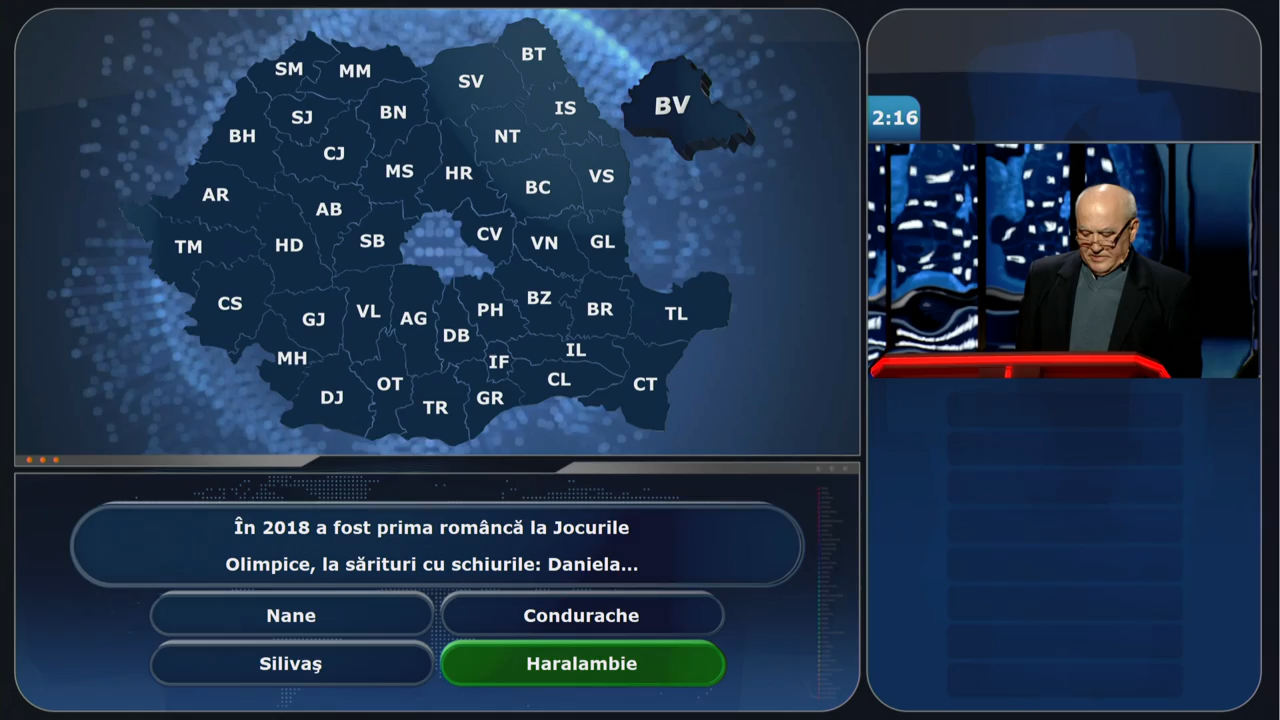 BT
SM
MM
SV
BV
IS
BN
SJ
BH
NT
CJ
MS
HR
VS
BC
AR
AB
SB
CV
VN
GL
TM
HD
CS
BZ
PH
BR
VL
AG
GJ
TL
DB
IL
MH
IF
CL
OT
CT
DJ
TR
GR
2:16
În 2018 a fost prima româncă la Jocurile
Olimpice, la sărituri cu schiurile: Daniela...
Nane
Condurache
Silivaş
Haralambie